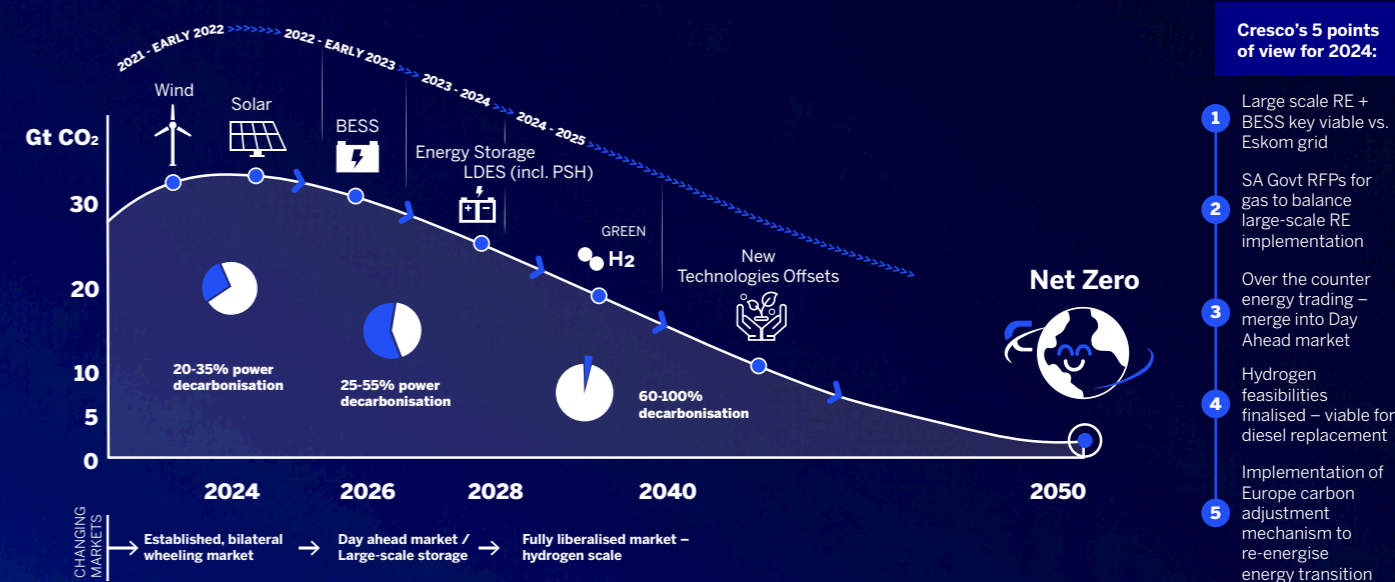 2021 - EARLY 2022 >>>>>>> 2022 - EARLY 2023 >>> 2023 - 2024 >>> 2024 - 2025
Wind
Solar
BESS
Energy Storage
LDES (incl. PSH)
GREEN
H2
New
Technologies Offsets
Net Zero
Gt CO₂
30
20
10
5
0
20-35% power
decarbonisation
25-55% power
decarbonisation
60-100%
decarbonisation
2024
2026
2028
2040
2050
CHANGING
MARKETS
Established, bilateral
wheeling market
Day ahead market /
Large-scale storage
Fully liberalised market –
hydrogen scale
Cresco’s 5 points
of view for 2024:
1
Large scale RE +
BESS key viable vs.
Eskom grid
2
SA Govt RFPs for
gas to balance
large-scale RE
implementation
3
Over the counter
energy trading –
merge into Day
Ahead market
4
Hydrogen
feasibilities
finalised – viable for
diesel replacement
5
Implementation of
Europe carbon
adjustment
mechanism to
re-energise
energy transition